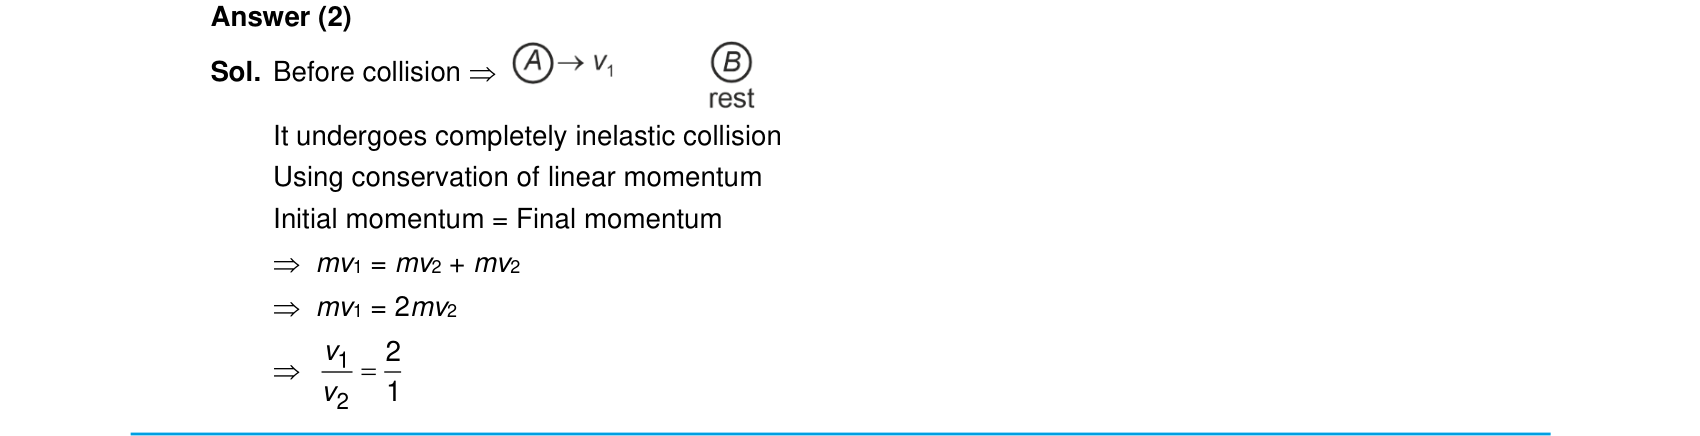 Answer (2)
Sol. Before collision ⇒ A → v₁ B
rest
It undergoes completely inelastic collision
Using conservation of linear momentum
Initial momentum = Final momentum
⇒ mv₁ = mv₂ + mv₂
⇒ mv₁ = 2mv₂
⇒ v₁/v₂ = 2/1